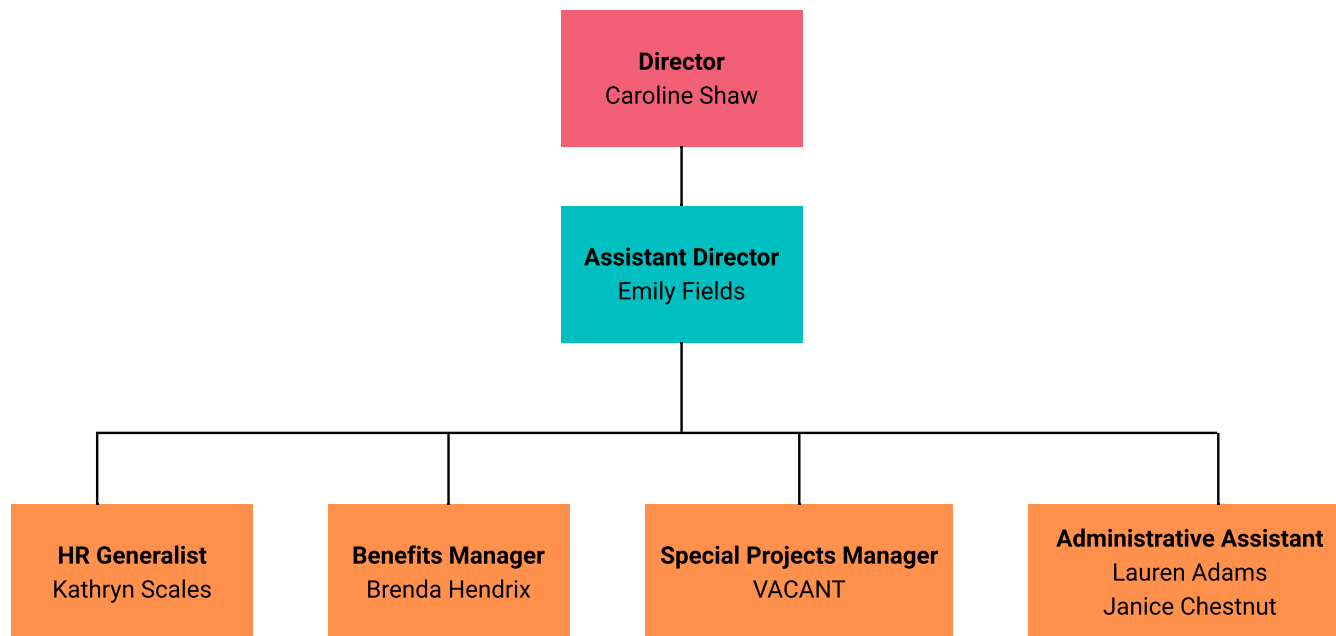 Director
Caroline Shaw
Assistant Director
Emily Fields
HR Generalist
Kathryn Scales
Benefits Manager
Brenda Hendrix
Special Projects Manager
VACANT
Administrative Assistant
Lauren Adams
Janice Chestnut